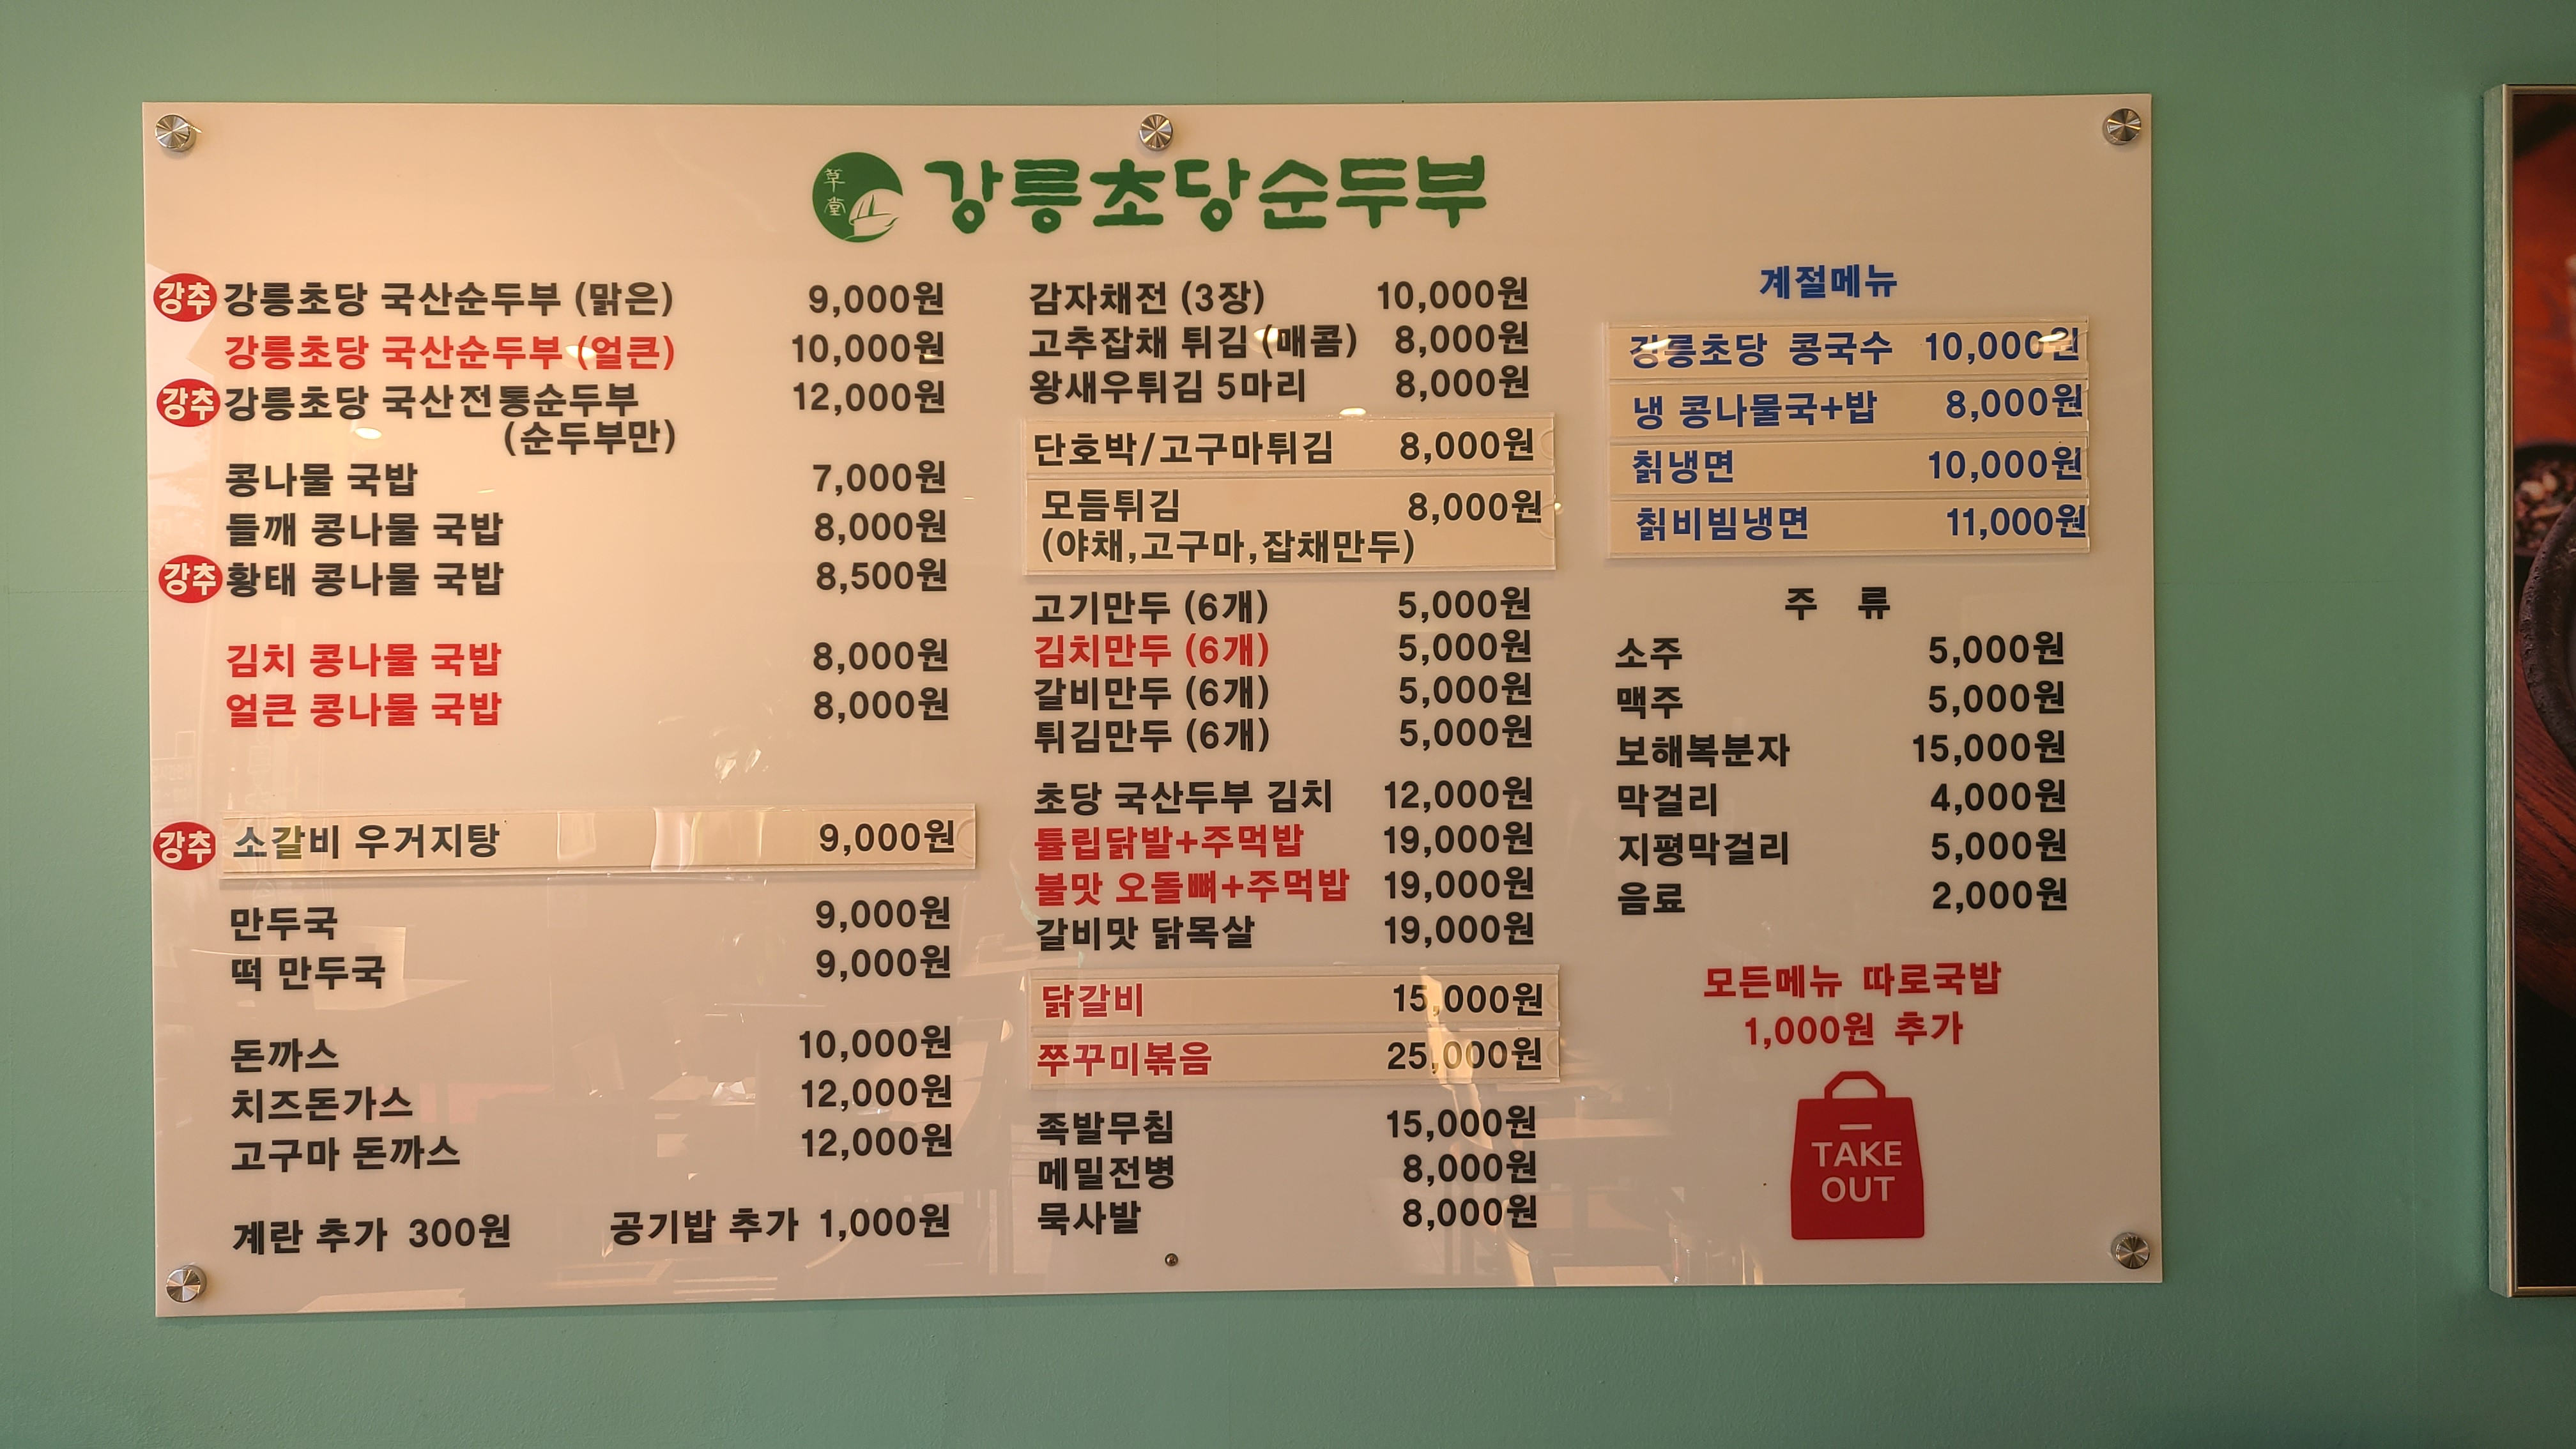 草堂 강릉초당순두부
강추 강릉초당 국산순두부 (맑은) 9,000원
강릉초당 국산순두부 (얼큰) 10,000원
강추 강릉초당 국산전통순두부 12,000원
(순두부만)
콩나물 국밥 7,000원
들깨 콩나물 국밥 8,000원
강추 황태 콩나물 국밥 8,500원
김치 콩나물 국밥 8,000원
얼큰 콩나물 국밥 8,000원
강추 소갈비 우거지탕 9,000원
만두국 9,000원
떡 만두국 9,000원
돈까스 10,000원
치즈돈가스 12,000원
고구마 돈까스 12,000원
계란 추가 300원 공기밥 추가 1,000원
감자채전 (3장) 10,000원
고추잡채 튀김 (매콤) 8,000원
왕새우튀김 5마리 8,000원
단호박/고구마튀김 8,000원
모듬튀김 8,000원
(야채,고구마,잡채만두)
고기만두 (6개) 5,000원
김치만두 (6개) 5,000원
갈비만두 (6개) 5,000원
튀김만두 (6개) 5,000원
초당 국산두부 김치 12,000원
튤립닭발+주먹밥 19,000원
불맛 오돌뼈+주먹밥 19,000원
갈비맛 닭목살 19,000원
닭갈비 15,000원
쭈꾸미볶음 25,000원
족발무침 15,000원
메밀전병 8,000원
묵사발 8,000원
계절메뉴
강릉초당 콩국수 10,000원
냉 콩나물국+밥 8,000원
칡냉면 10,000원
칡비빔냉면 11,000원
주 류
소주 5,000원
맥주 5,000원
보해복분자 15,000원
막걸리 4,000원
지평막걸리 5,000원
음료 2,000원
모든메뉴 따로국밥
1,000원 추가
TAKE
OUT